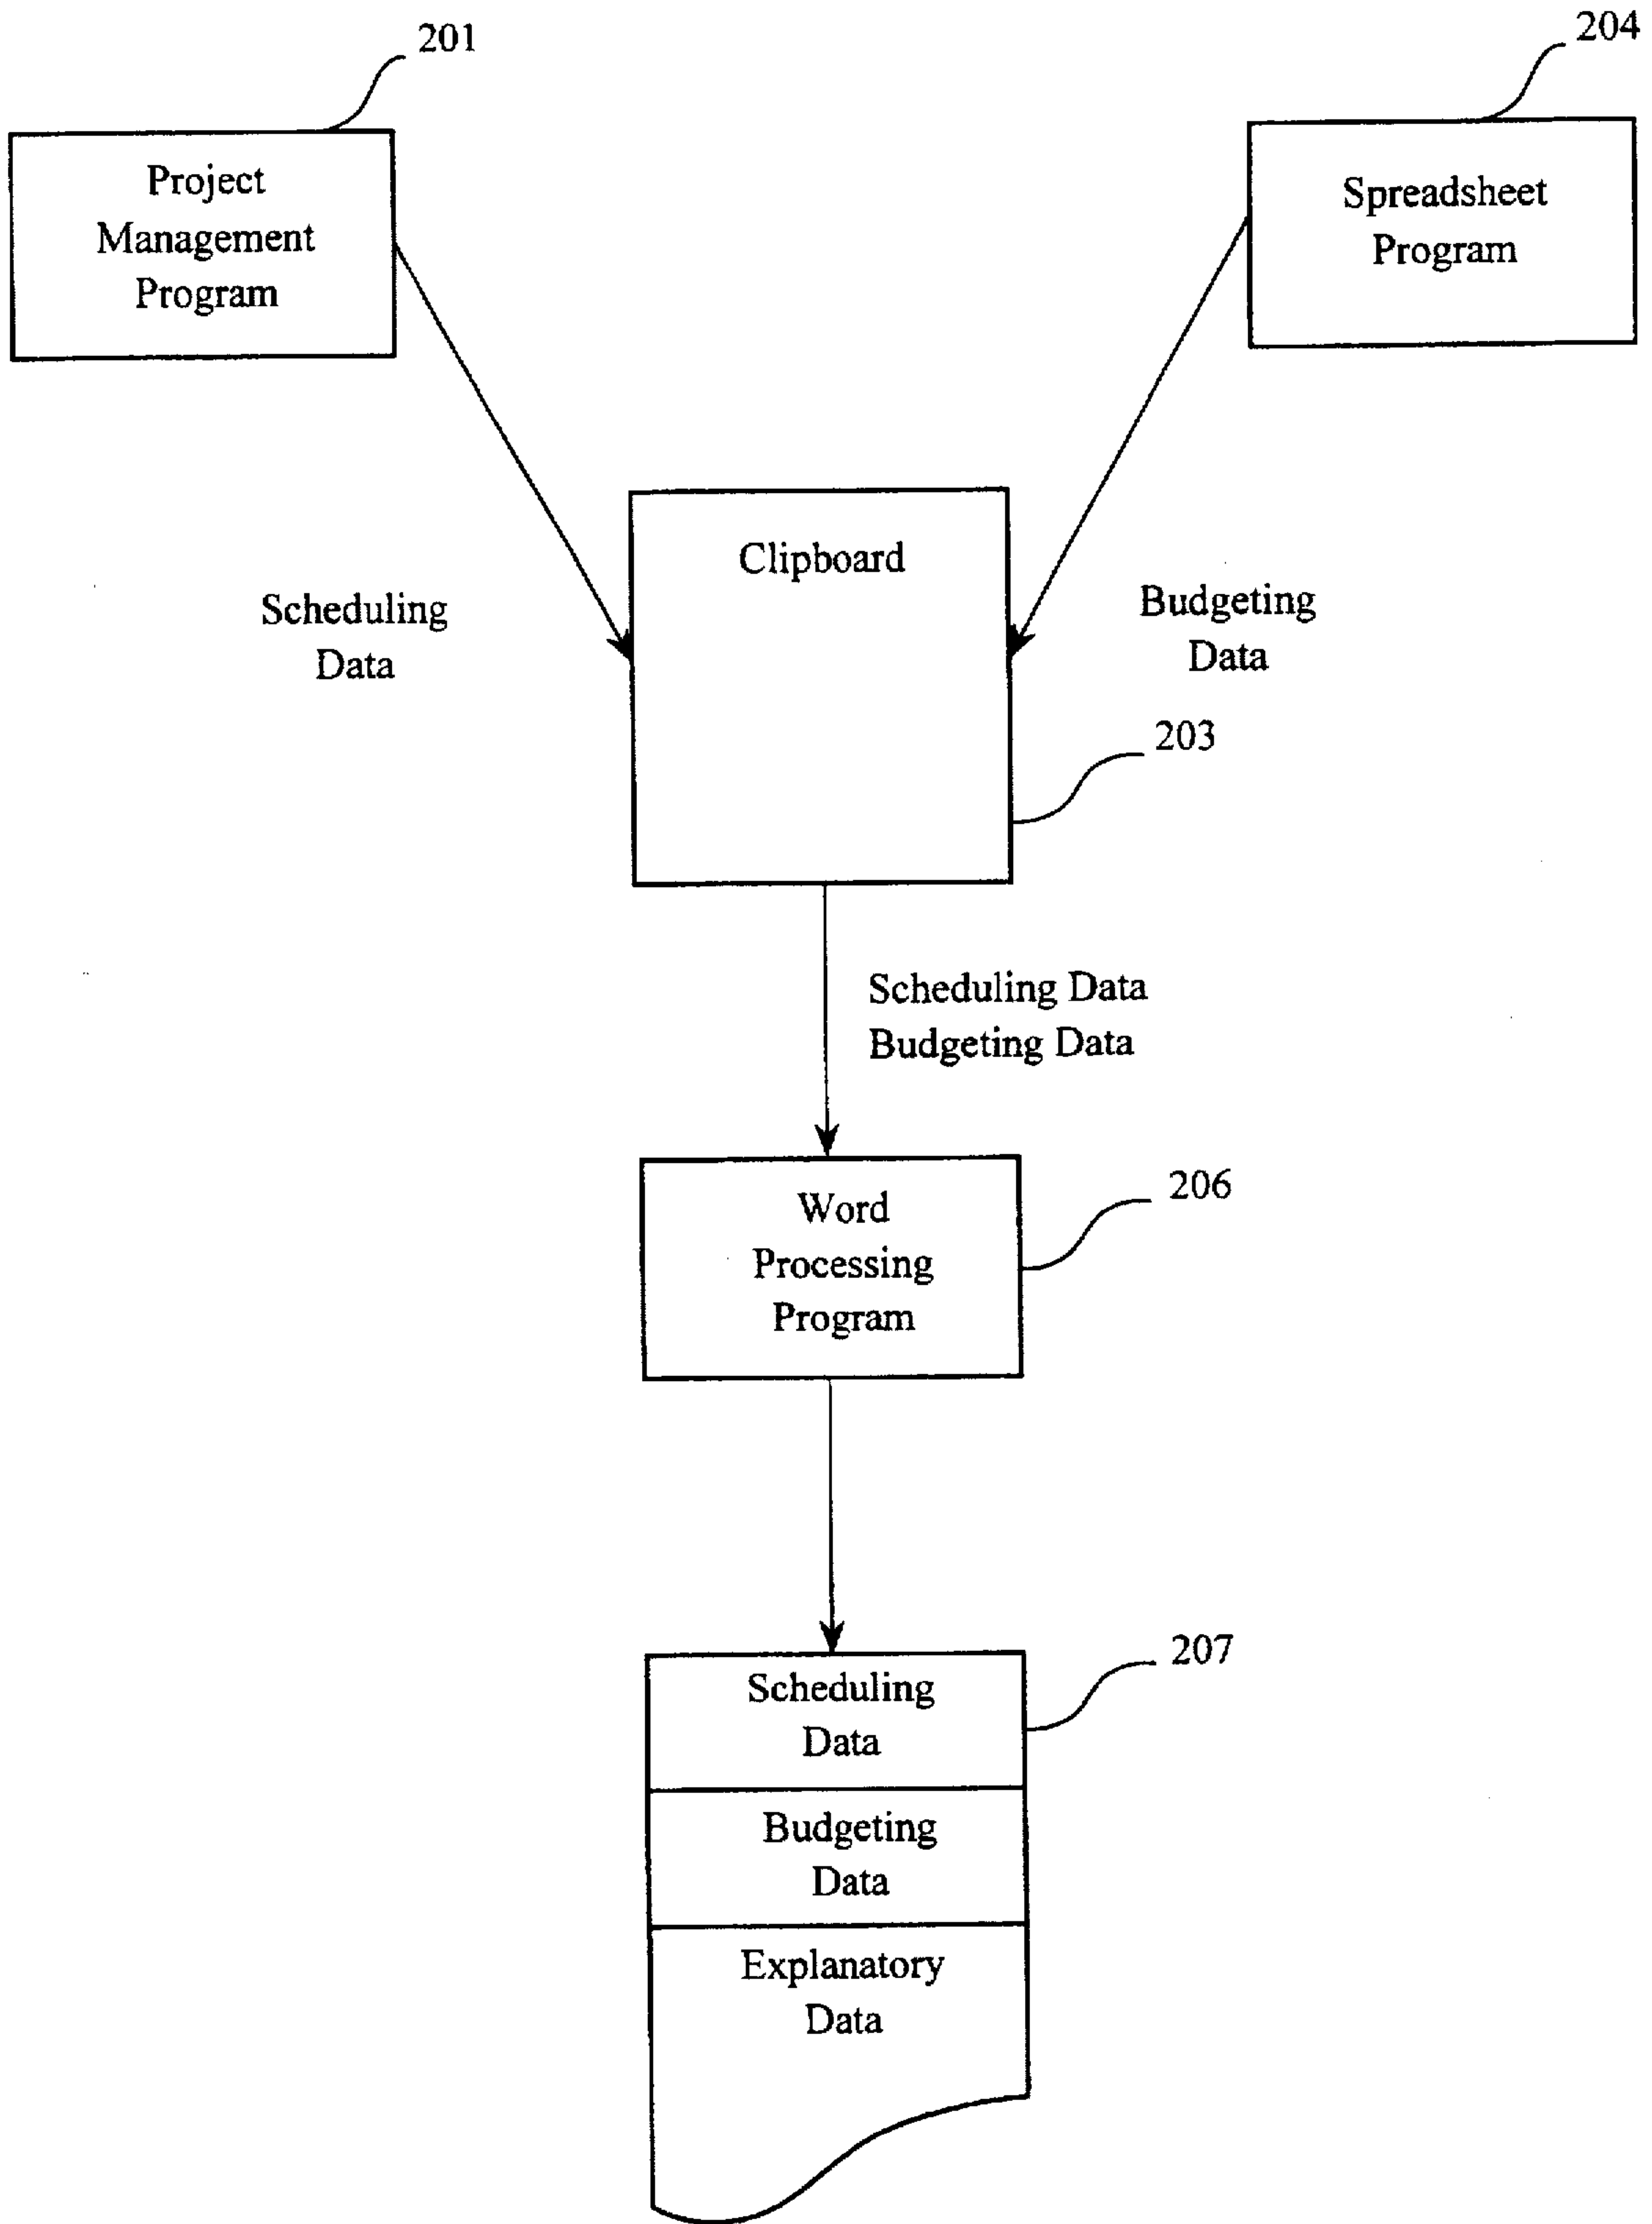 201
204
Project
Management
Program
Spreadsheet
Program
Clipboard
Scheduling
Data
Budgeting
Data
203
Scheduling Data
Budgeting Data
Word
Processing
Program
206
207
Scheduling
Data
Budgeting
Data
Explanatory
Data